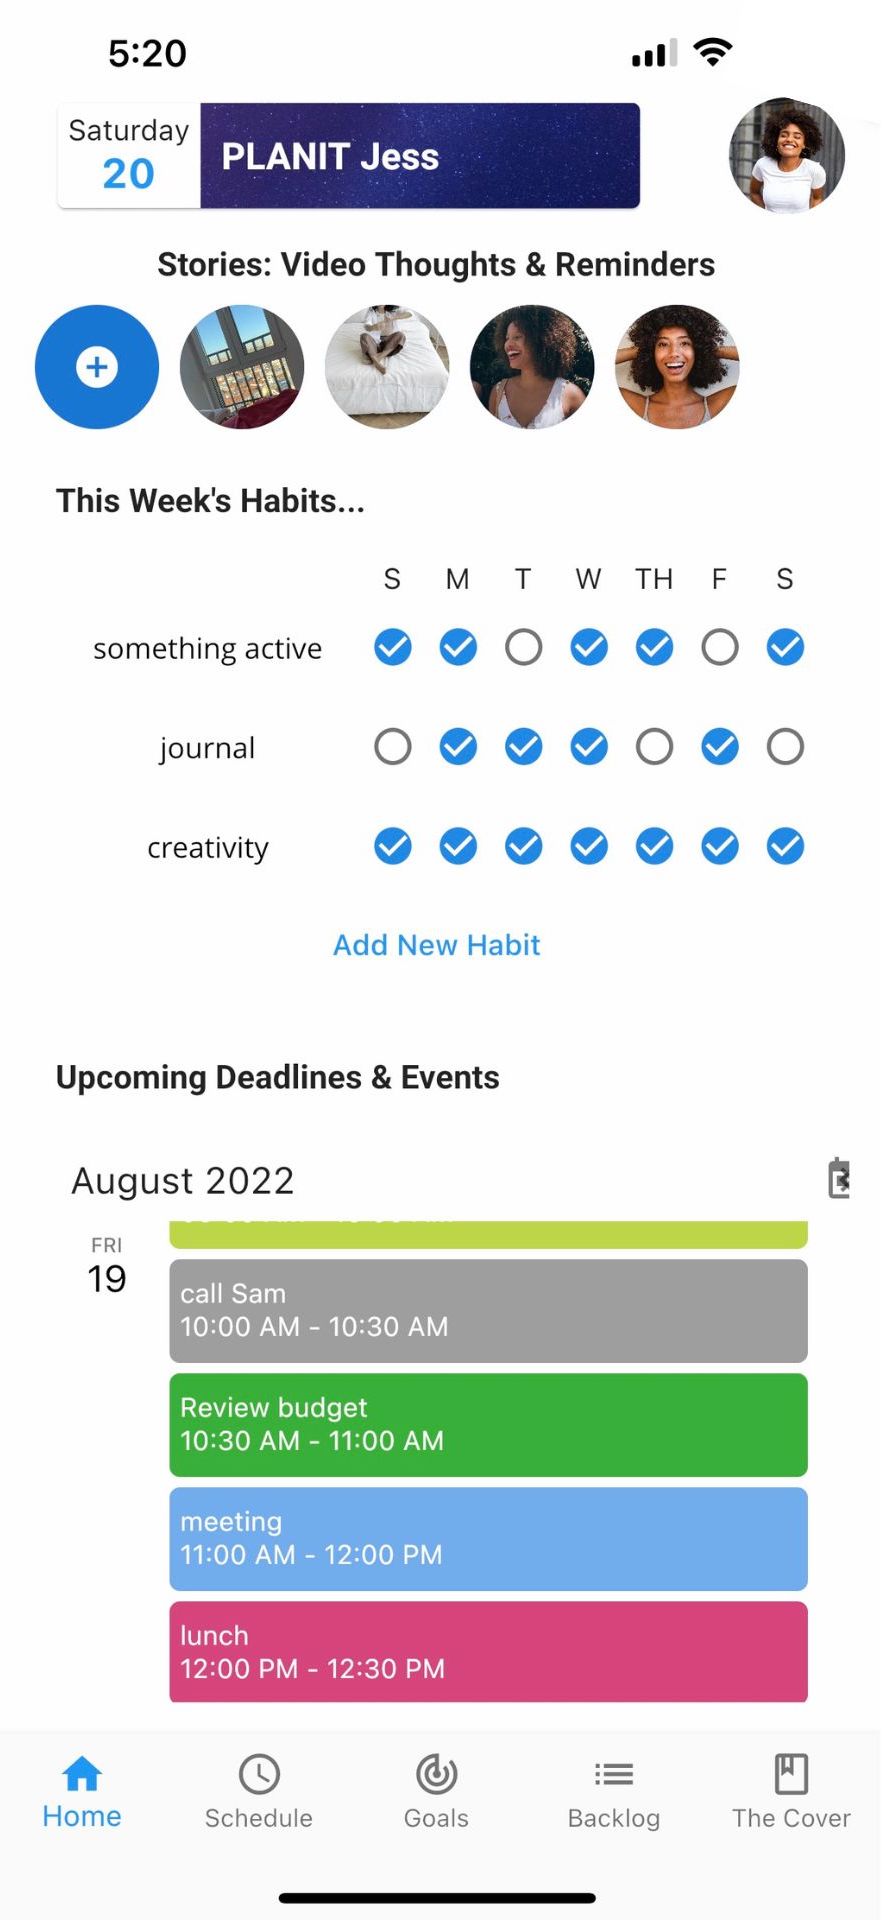 5:20
Saturday
20
PLANIT Jess
Stories: Video Thoughts & Reminders
This Week's Habits...
S M T W TH F S
something active
journal
creativity
Add New Habit
Upcoming Deadlines & Events
August 2022
FRI
19
call Sam
10:00 AM - 10:30 AM
Review budget
10:30 AM - 11:00 AM
meeting
11:00 AM - 12:00 PM
lunch
12:00 PM - 12:30 PM
Home Schedule Goals Backlog The Cover